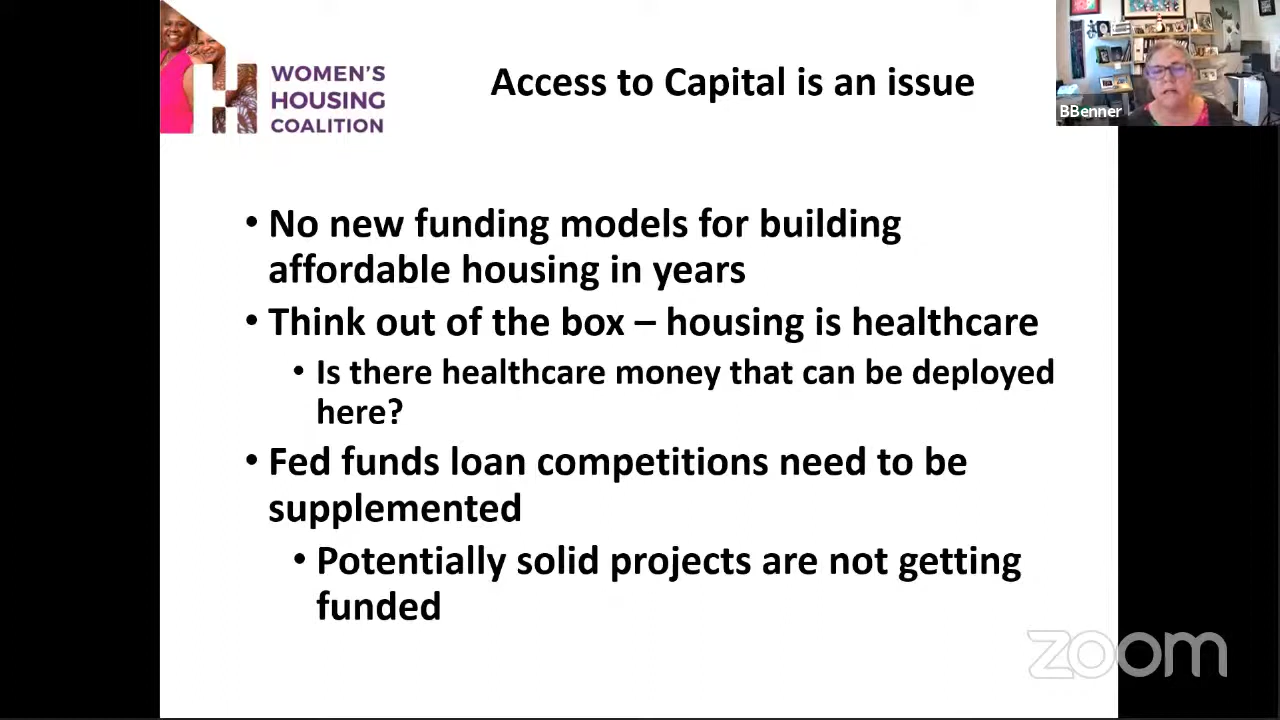 WOMEN'S
HOUSING
COALITION
Access to Capital is an issue
BBenner
• No new funding models for building
affordable housing in years
• Think out of the box – housing is healthcare
• Is there healthcare money that can be deployed
here?
• Fed funds loan competitions need to be
supplemented
• Potentially solid projects are not getting
funded
zoom